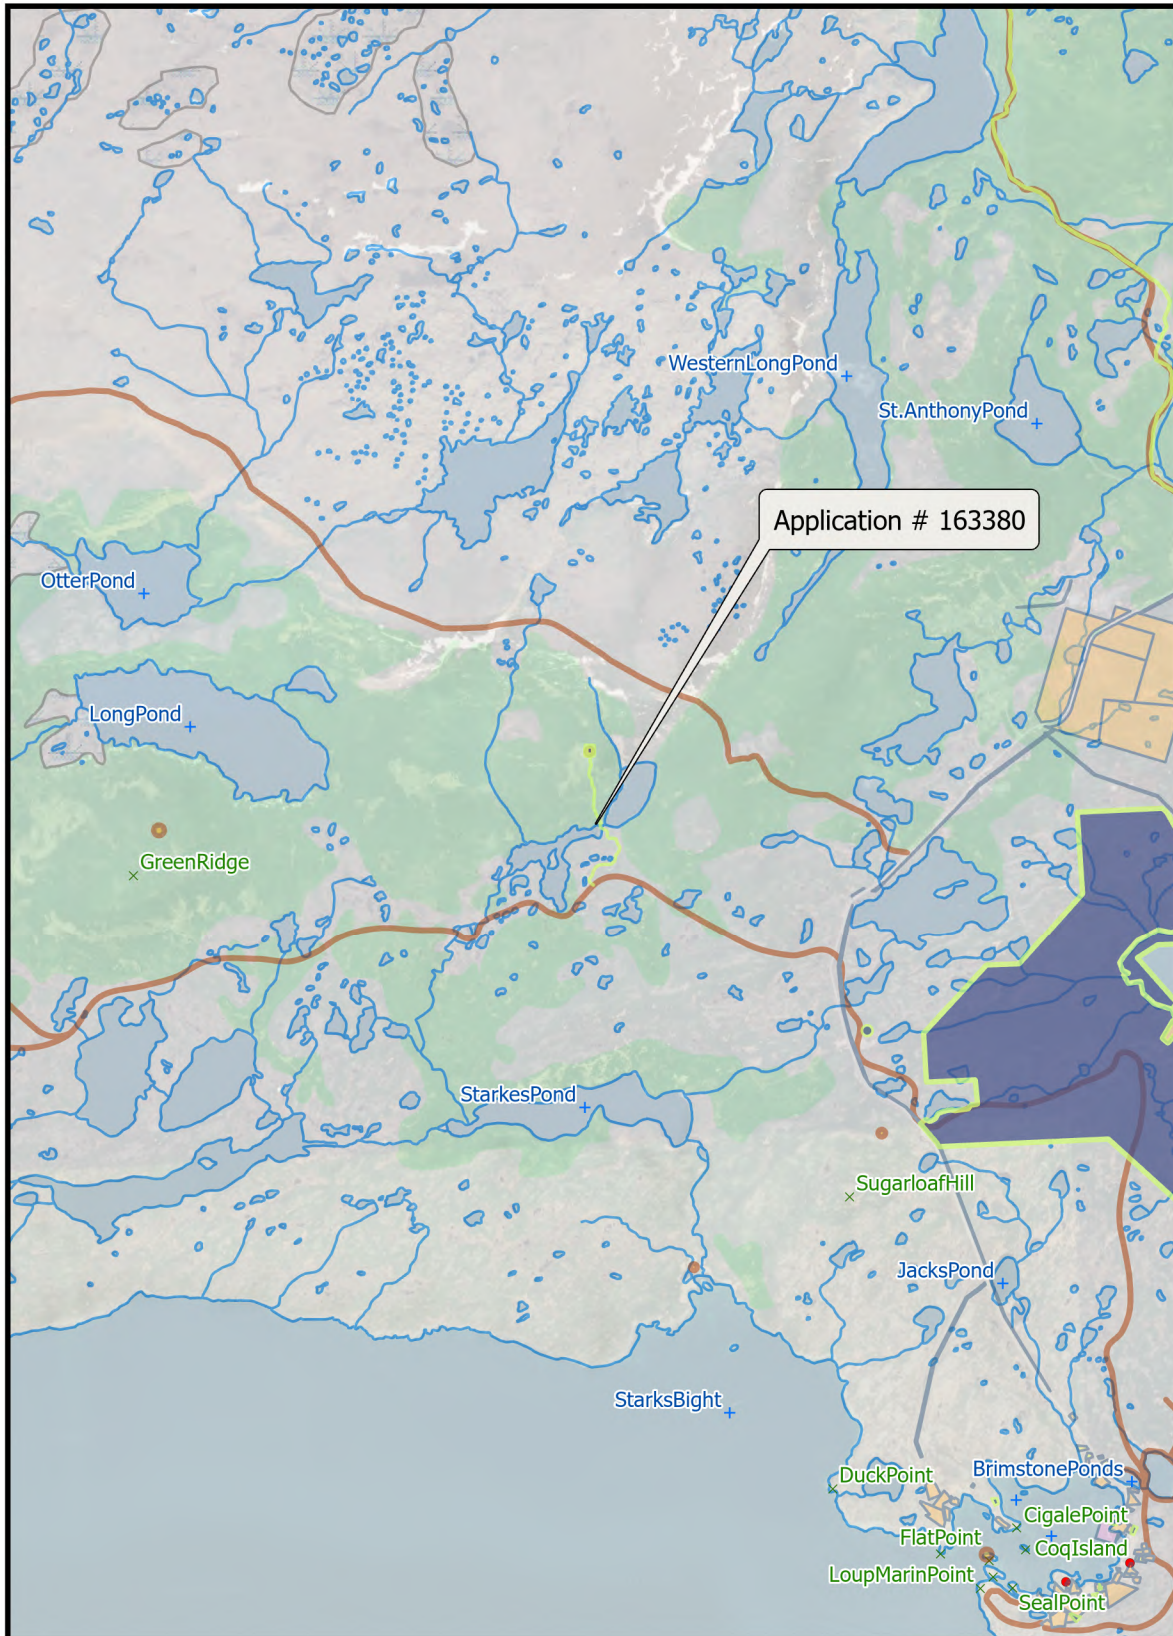 WesternLongPond
St.AnthonyPond
Application # 163380
OtterPond
LongPond
GreenRidge
StarkesPond
SugarloafHill
JacksPond
StarksBight
DuckPoint
BrimstonePonds
CigalePoint
FlatPoint
CoqIsland
LoupMarinPoint
SealPoint